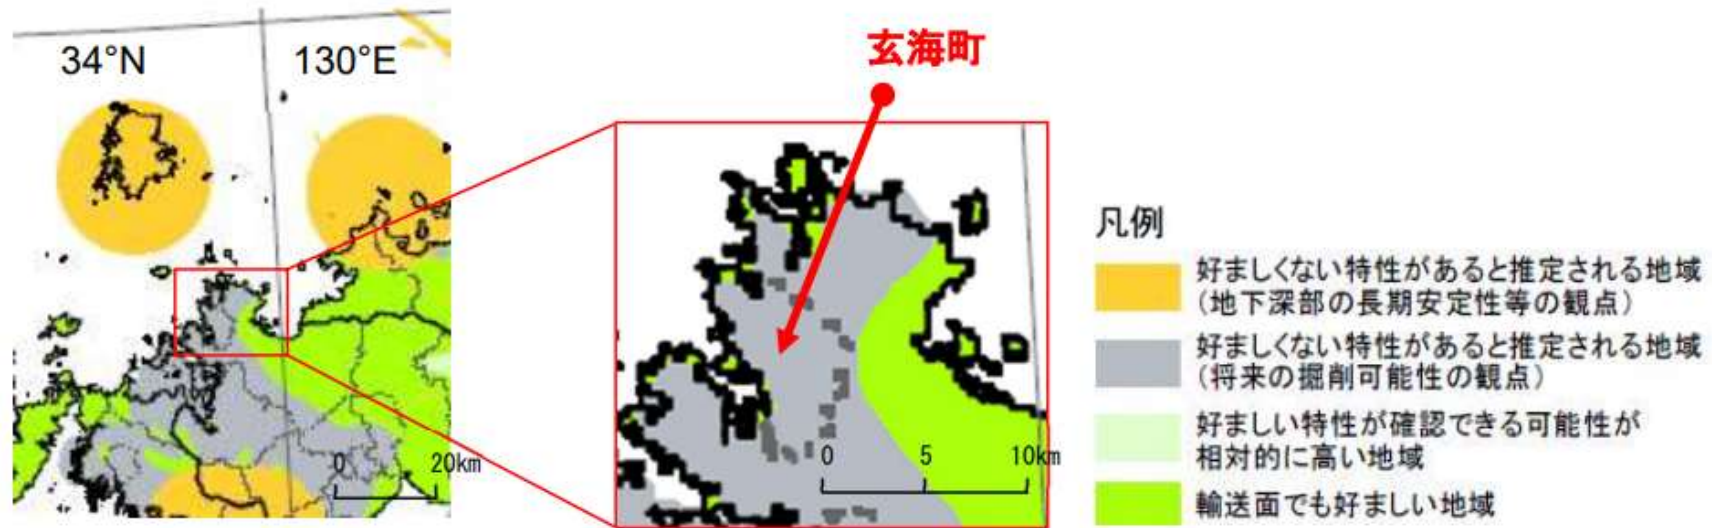 34°N
130°E
0
20km
玄海町
0
5
10km
凡例
好ましくない特性があると推定される地域
（地下深部の長期安定性等の観点）
好ましくない特性があると推定される地域
（将来の掘削可能性の観点）
好ましい特性が確認できる可能性が
相対的に高い地域
輸送面でも好ましい地域